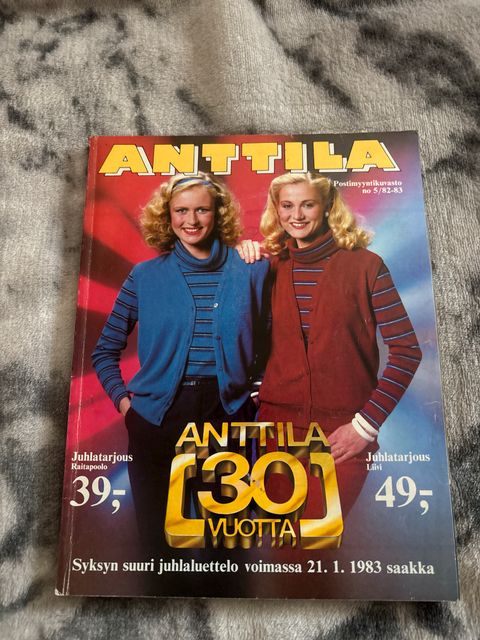 ANTTILA
Postimyyntikuvasto
no 5/82-83
ANTTILA
30
VUOTTA
Juhlatarjous
Raitapoolo
39,-
Juhlatarjous
Liivi
49,-
Syksyn suuri juhlaluettelo voimassa 21. 1. 1983 saakka